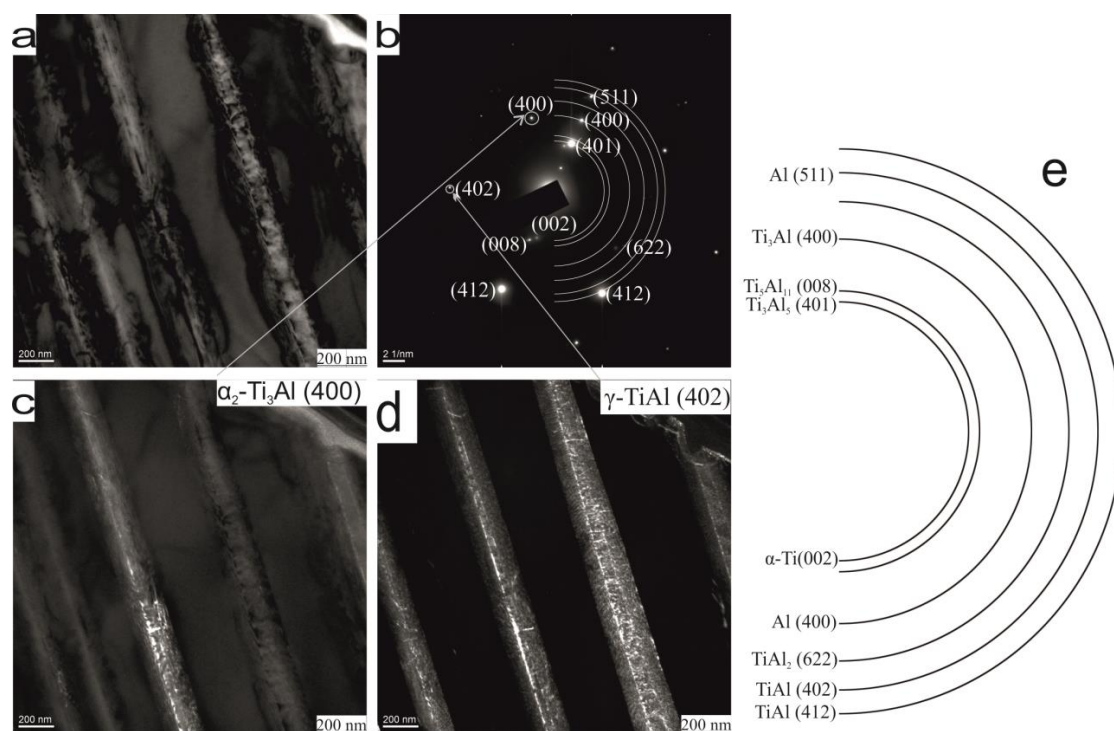 a
200 nm
200 nm
b
(511)
(400)
(400)
(401)
(402)
(002)
(008)
(622)
(412)
(412)
2 1/nm
c
α₂-Ti₃Al (400)
200 nm
200 nm
d
γ-TiAl (402)
200 nm
200 nm
e
Al (511)
Ti₃Al (400)
Ti₅Al₁₁ (008)
Ti₃Al₅ (401)
α-Ti(002)
Al (400)
TiAl₂ (622)
TiAl (402)
TiAl (412)